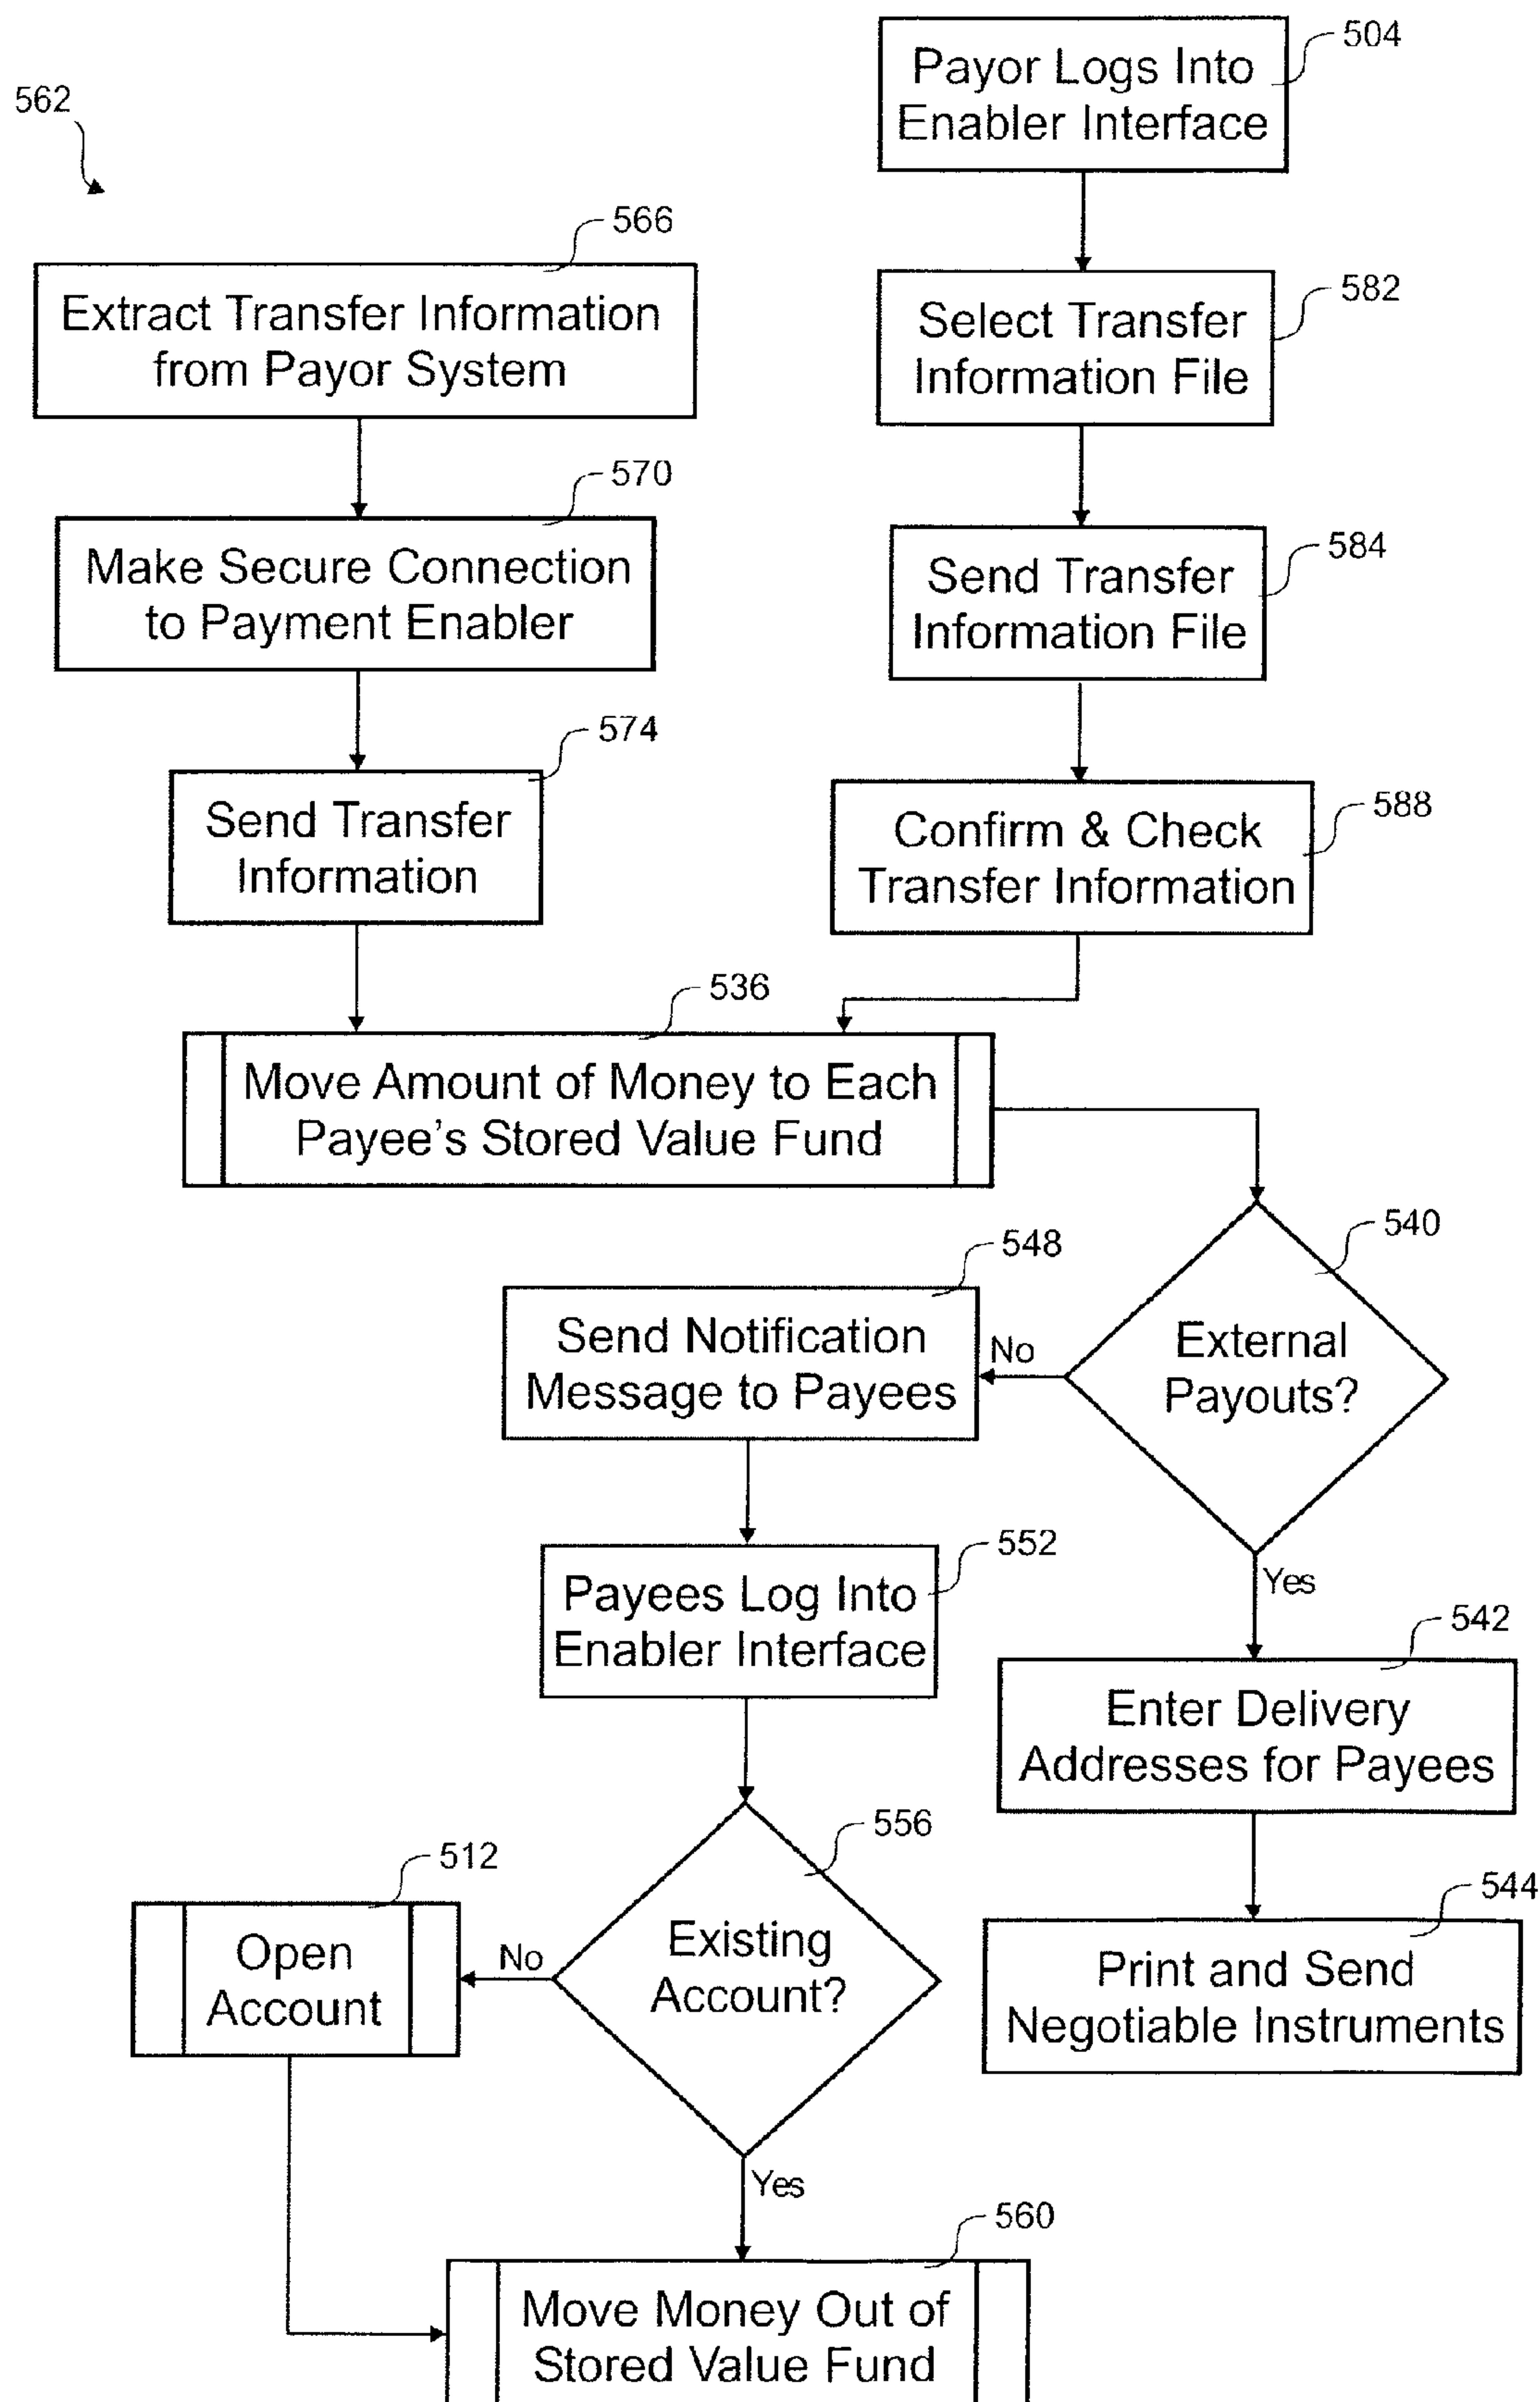 504
Payor Logs Into
Enabler Interface
562
566
Extract Transfer Information
from Payor System
582
Select Transfer
Information File
570
Make Secure Connection
to Payment Enabler
584
Send Transfer
Information File
574
Send Transfer
Information
588
Confirm & Check
Transfer Information
536
Move Amount of Money to Each
Payee's Stored Value Fund
540
External
Payouts?
548
Send Notification
Message to Payees
No
Yes
552
Payees Log Into
Enabler Interface
542
Enter Delivery
Addresses for Payees
556
Existing
Account?
512
Open
Account
No
544
Print and Send
Negotiable Instruments
Yes
560
Move Money Out of
Stored Value Fund